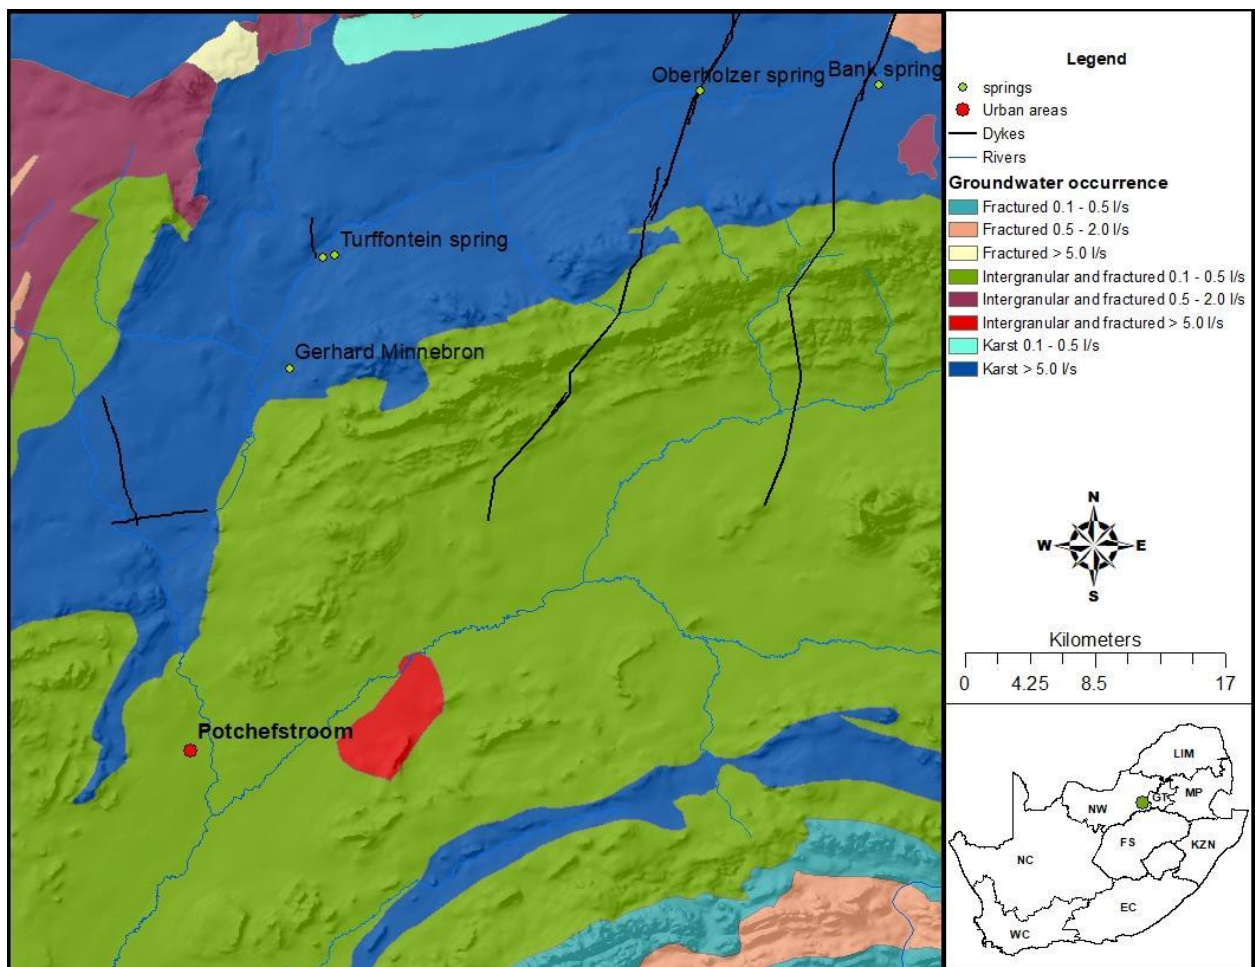 Oberholzer spring
Bank spring
Turffontein spring
Gerhard Minnebron
Potchefstroom
Legend
springs
Urban areas
Dykes
Rivers
Groundwater occurrence
Fractured 0.1 - 0.5 l/s
Fractured 0.5 - 2.0 l/s
Fractured > 5.0 l/s
Intergranular and fractured 0.1 - 0.5 l/s
Intergranular and fractured 0.5 - 2.0 l/s
Intergranular and fractured > 5.0 l/s
Karst 0.1 - 0.5 l/s
Karst > 5.0 l/s
N
W E
S
Kilometers
0 4.25 8.5 17
LIM
NW GT MP
FS KZN
NC
EC
WC